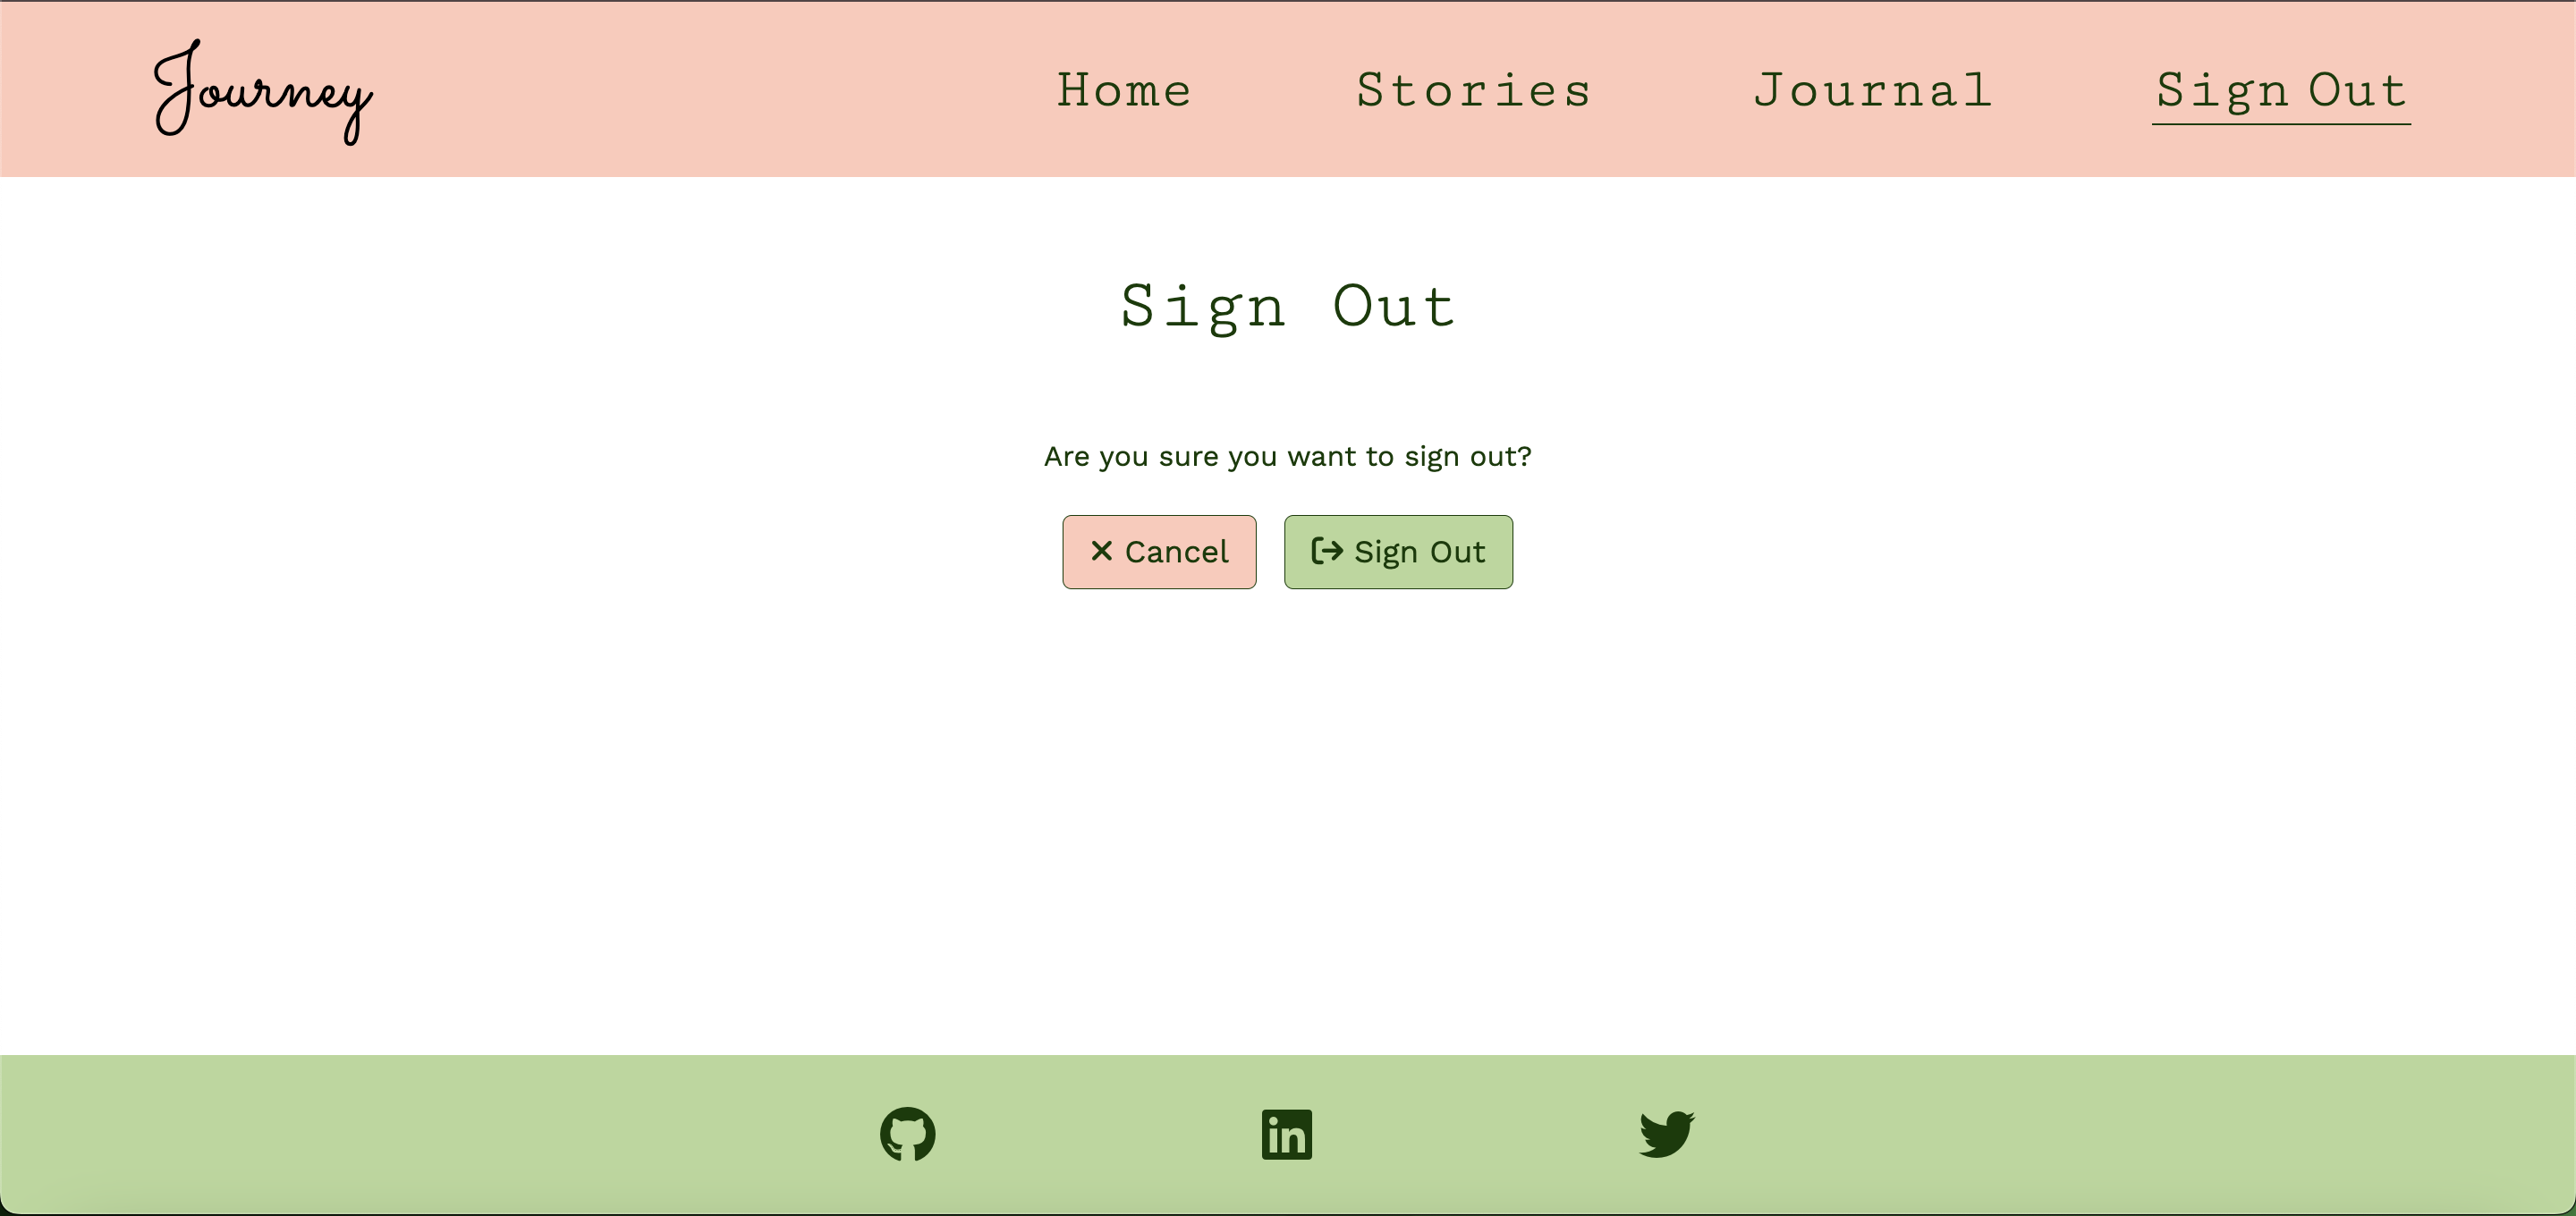 Journey
Home Stories Journal Sign Out
Sign Out
Are you sure you want to sign out?
Cancel Sign Out
in